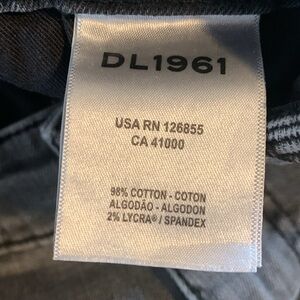 DL1961
USA RN 126855
CA 41000
98% COTTON - COTON
ALGODÃO - ALGODON
2% LYCRA® / SPANDEX